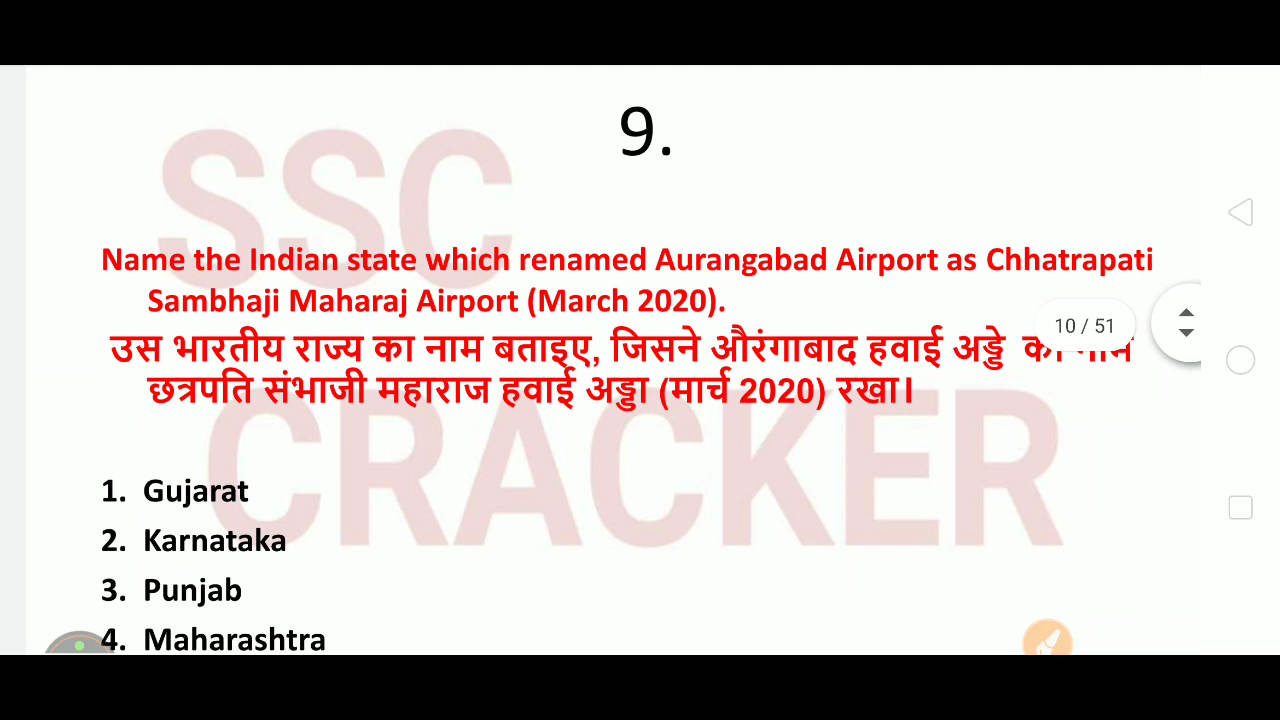 9.
Name the Indian state which renamed Aurangabad Airport as Chhatrapati
Sambhaji Maharaj Airport (March 2020).
10 / 51
उस भारतीय राज्य का नाम बताइए, जिसने औरंगाबाद हवाई अड्डे
छत्रपति संभाजी महाराज हवाई अड्डा (मार्च 2020) रखा।
1. Gujarat
2. Karnataka
3. Punjab
4. Maharashtra
SSC
CRACKER